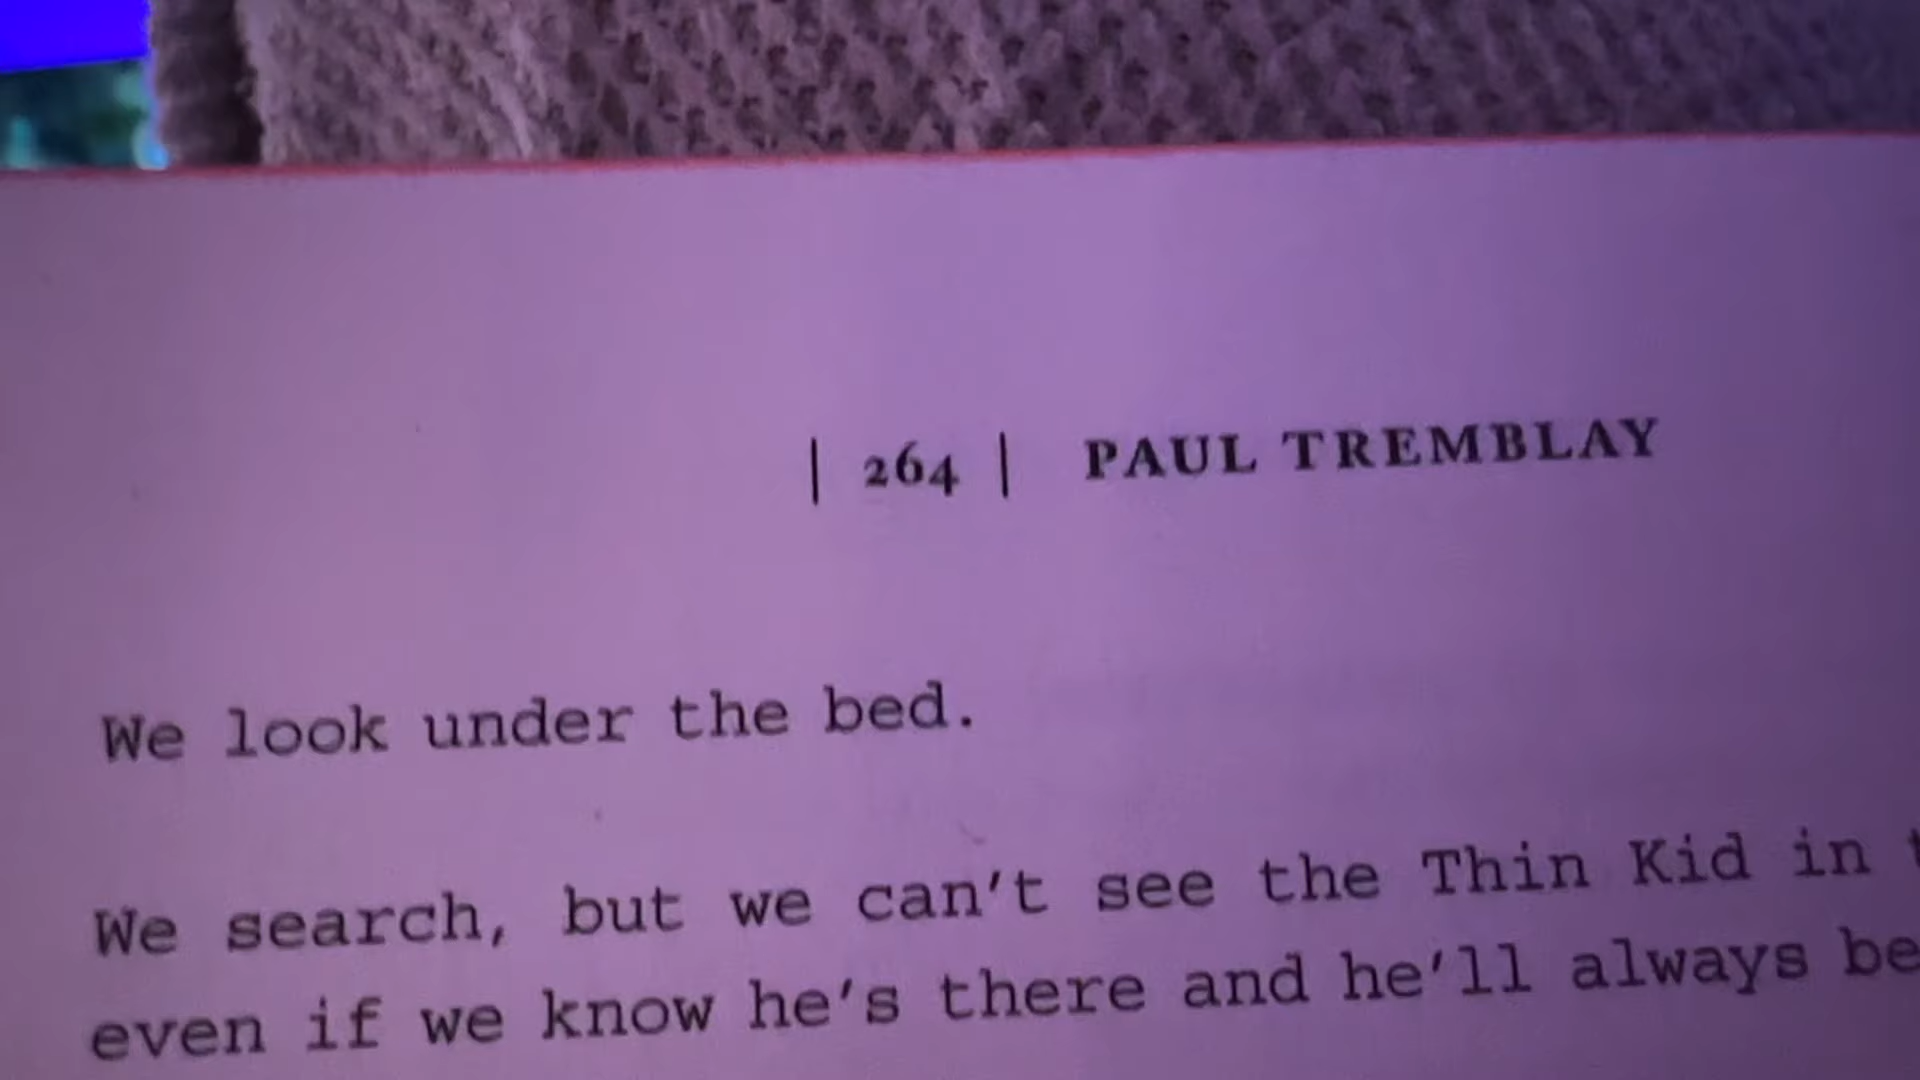 | 264 | PAUL TREMBLAY
We look under the bed.
We search, but we can't see the Thin Kid in
even if we know he's there and he'll always be